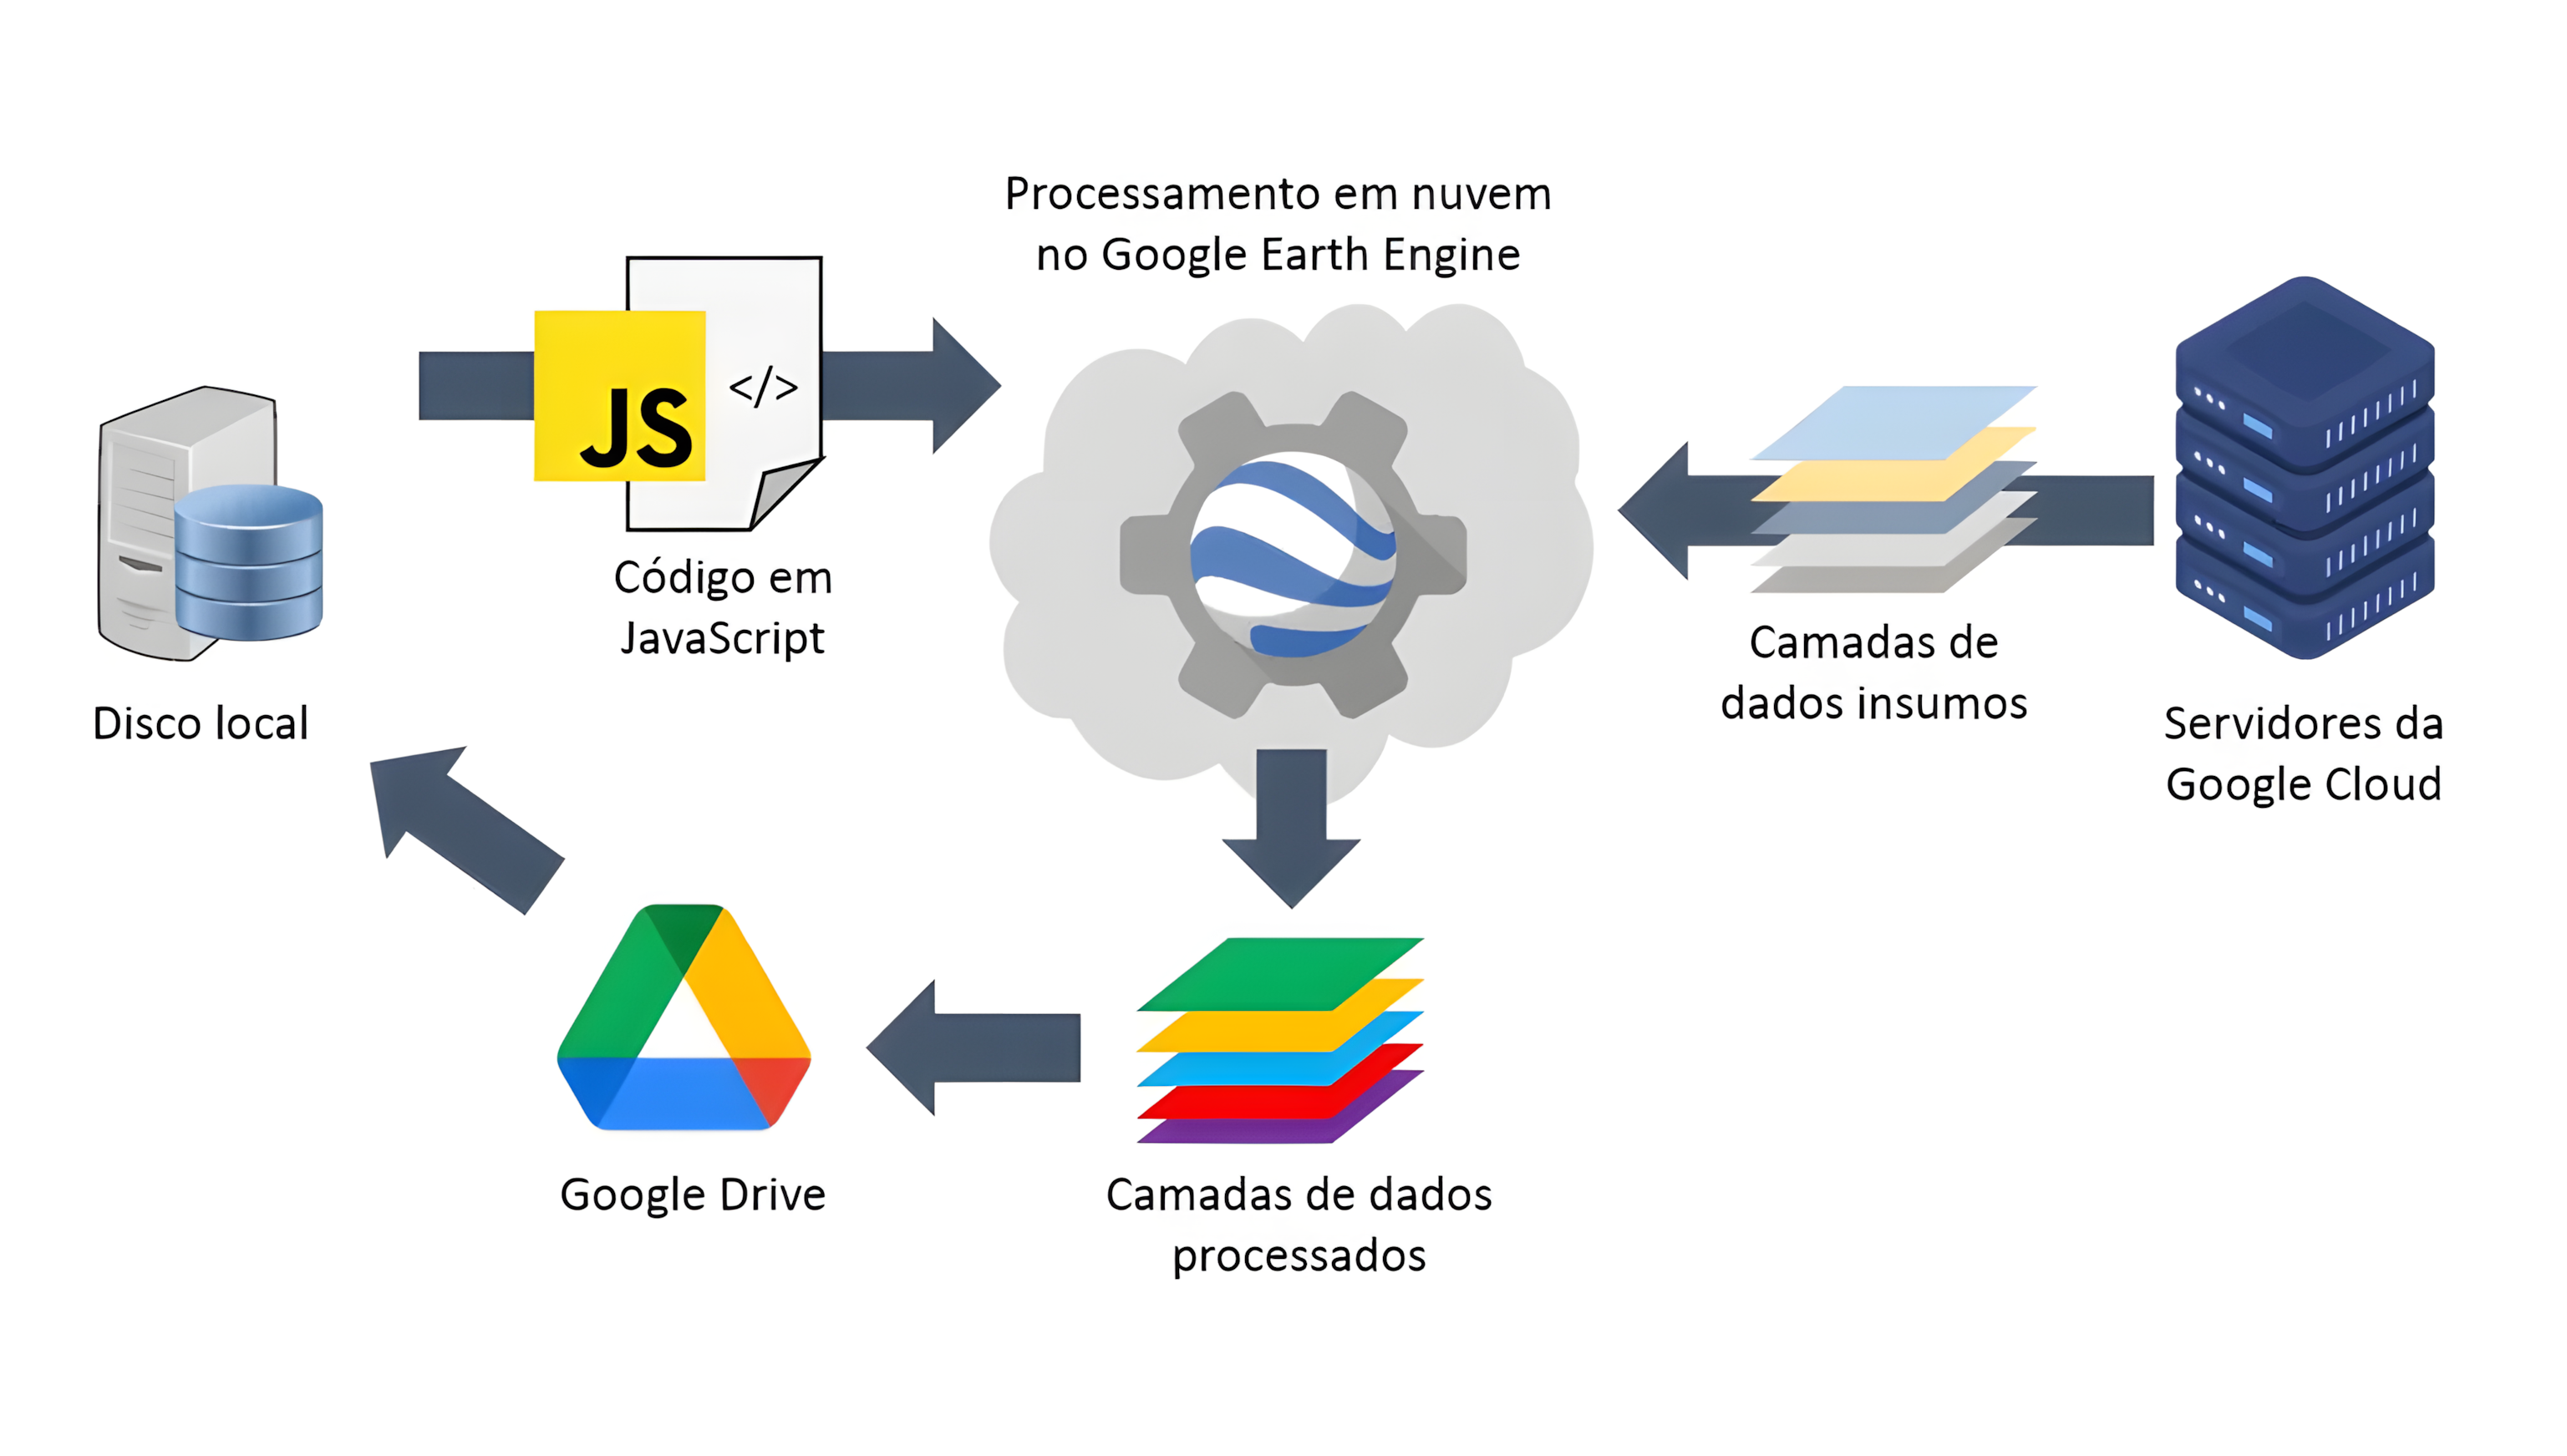 Processamento em nuvem
no Google Earth Engine
JS
</>
Código em
JavaScript
Disco local
Camadas de
dados insumos
Servidores da
Google Cloud
Google Drive
Camadas de dados
processados